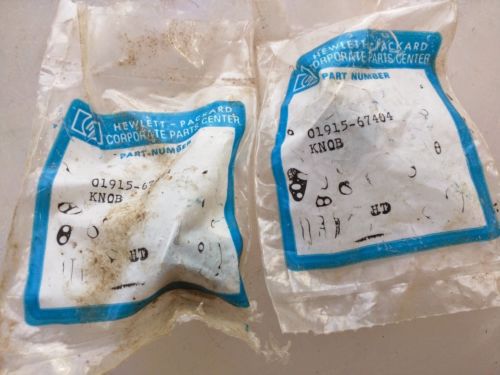 HEWLETT - PACKARD
CORPORATE PARTS CENTER
PART NUMBER
01915-67
KNOB
HD
HEWLETT - PACKARD
CORPORATE PARTS CENTER
PART NUMBER
01915-67404
KNOB
HD